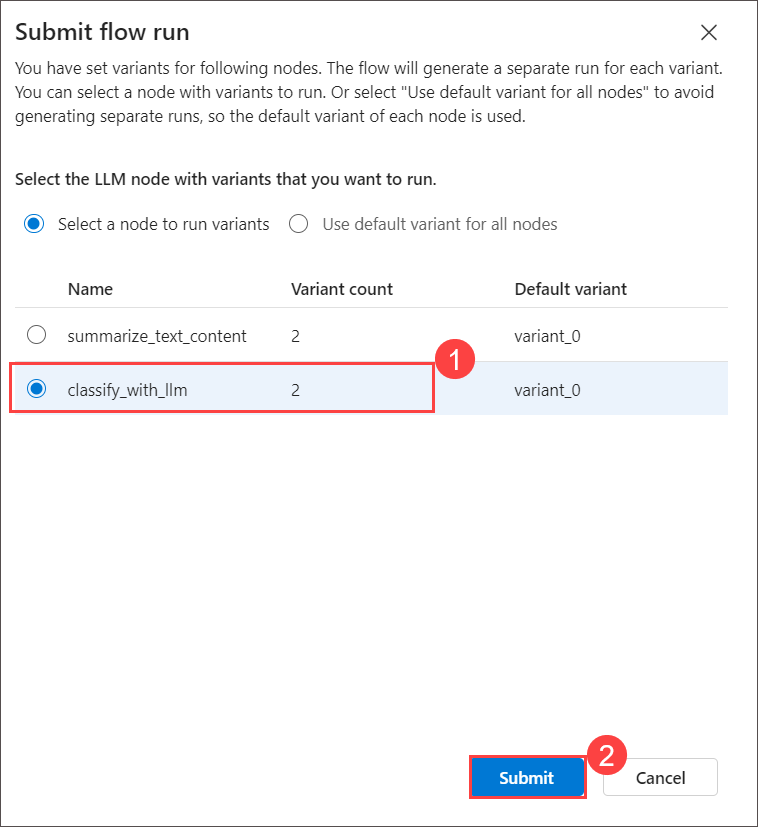 Submit flow run
You have set variants for following nodes. The flow will generate a separate run for each variant.
You can select a node with variants to run. Or select "Use default variant for all nodes" to avoid
generating separate runs, so the default variant of each node is used.
Select the LLM node with variants that you want to run.
Select a node to run variants Use default variant for all nodes
Name Variant count Default variant
summarize_text_content 2 variant_0
1
classify_with_llm 2 variant_0
2
Submit Cancel